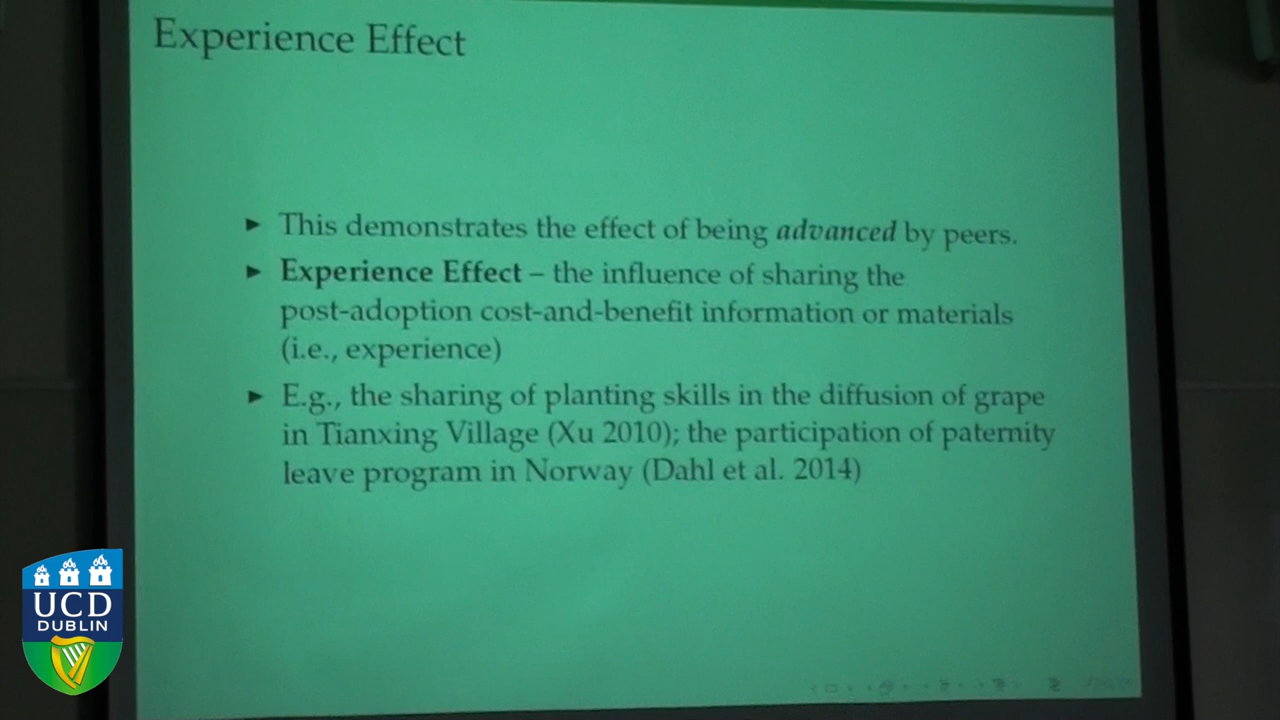 Experience Effect
► This demonstrates the effect of being advanced by peers.
► Experience Effect – the influence of sharing the
post-adoption cost-and-benefit information or materials
(i.e., experience)
► E.g., the sharing of planting skills in the diffusion of grape
in Tianxing Village (Xu 2010); the participation of paternity
leave program in Norway (Dahl et al. 2014)
UCD
DUBLIN